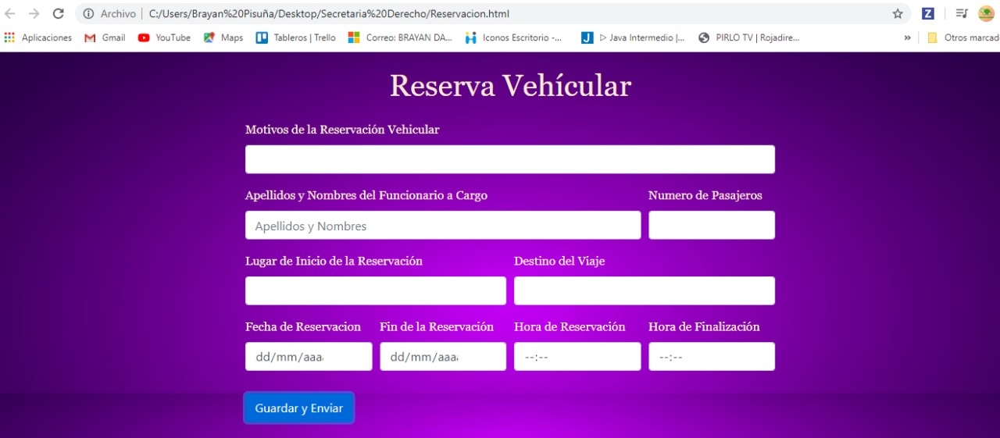 Archivo | C:/Users/Brayan%20Pisuña/Desktop/Secretaria%20Derecho/Reservacion.html
Aplicaciones Gmail YouTube Maps Tableros | Trello Correo: BRAYAN DA... Iconos Escritorio -... ▷ Java Intermedio |... PIRLO TV | Rojadire... » Otros marcad
Reserva Vehícular
Motivos de la Reservación Vehicular
Apellidos y Nombres del Funcionario a Cargo Numero de Pasajeros
Apellidos y Nombres
Lugar de Inicio de la Reservación Destino del Viaje
Fecha de Reservacion Fin de la Reservación Hora de Reservación Hora de Finalización
dd/mm/aaa dd/mm/aaa --:-- --:--
Guardar y Enviar